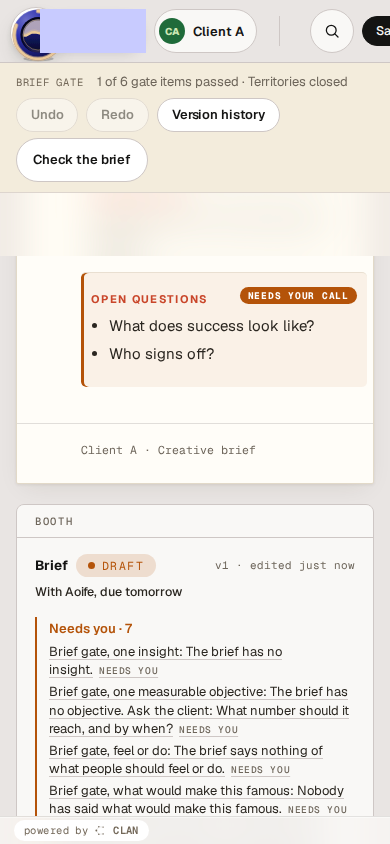 CA Client A
Sa
BRIEF GATE 1 of 6 gate items passed · Territories closed
Undo Redo Version history
Check the brief
OPEN QUESTIONS NEEDS YOUR CALL
• What does success look like?
• Who signs off?
Client A · Creative brief
BOOTH
Brief DRAFT v1 · edited just now
With Aoife, due tomorrow
Needs you · 7
Brief gate, one insight: The brief has no
insight. NEEDS YOU
Brief gate, one measurable objective: The brief has
no objective. Ask the client: What number should it
reach, and by when? NEEDS YOU
Brief gate, feel or do: The brief says nothing of
what people should feel or do. NEEDS YOU
Brief gate, what would make this famous: Nobody
has said what would make this famous. NEEDS YOU
powered by CLAN